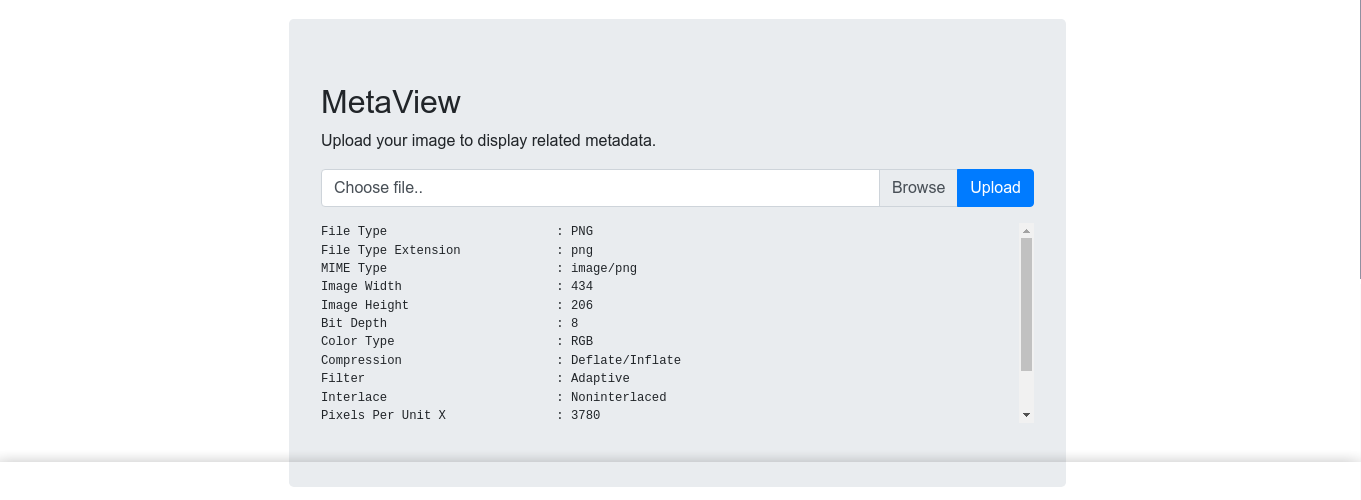 MetaView
Upload your image to display related metadata.
Choose file.. Browse Upload
File Type : PNG
File Type Extension : png
MIME Type : image/png
Image Width : 434
Image Height : 206
Bit Depth : 8
Color Type : RGB
Compression : Deflate/Inflate
Filter : Adaptive
Interlace : Noninterlaced
Pixels Per Unit X : 3780